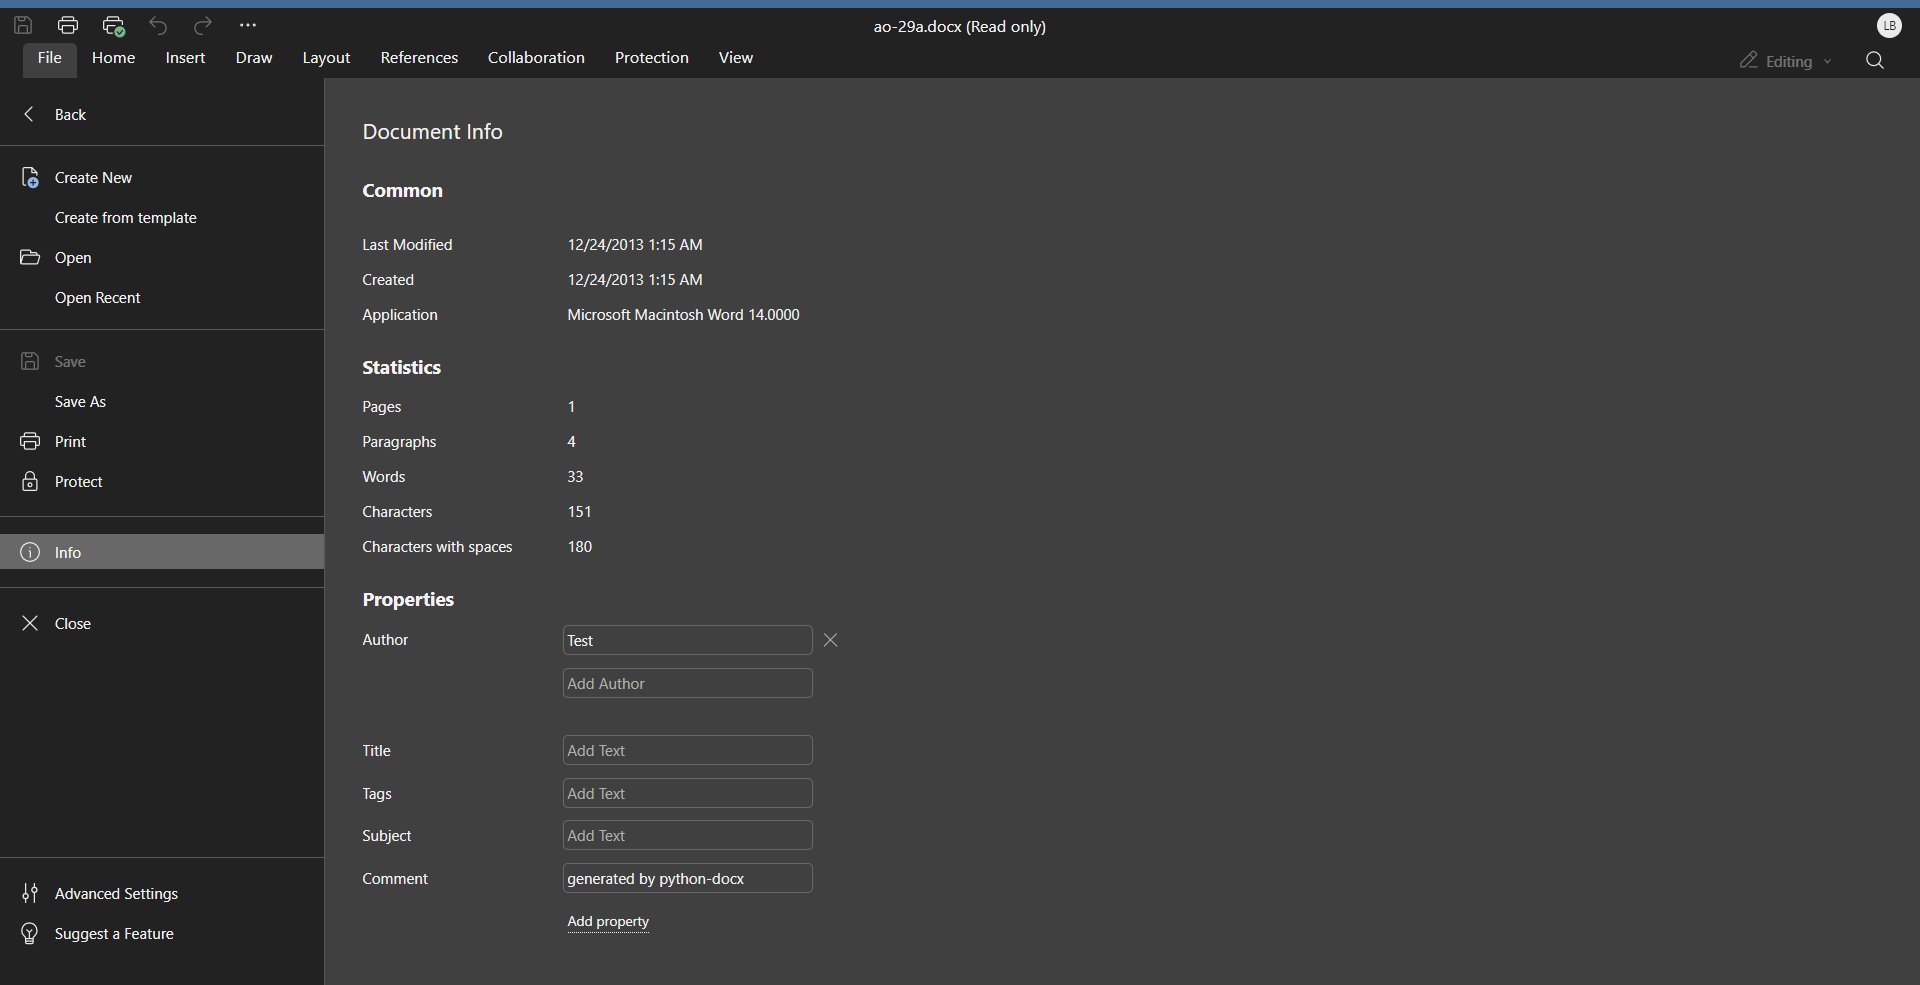 ao-29a.docx (Read only)
LB
File Home Insert Draw Layout References Collaboration Protection View
Editing
Back
Create New
Create from template
Open
Open Recent
Save
Save As
Print
Protect
Info
Close
Advanced Settings
Suggest a Feature
Document Info
Common
Last Modified 12/24/2013 1:15 AM
Created 12/24/2013 1:15 AM
Application Microsoft Macintosh Word 14.0000
Statistics
Pages 1
Paragraphs 4
Words 33
Characters 151
Characters with spaces 180
Properties
Author Test
Add Author
Title Add Text
Tags Add Text
Subject Add Text
Comment generated by python-docx
Add property